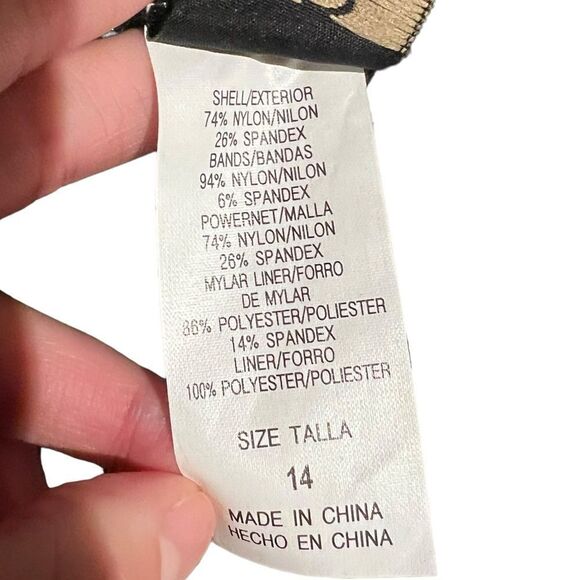 SHELL/EXTERIOR
74% NYLON/NILON
26% SPANDEX
BANDS/BANDAS
94% NYLON/NILON
6% SPANDEX
POWERNET/MALLA
74% NYLON/NILON
26% SPANDEX
MYLAR LINER/FORRO
DE MYLAR
86% POLYESTER/POLIESTER
14% SPANDEX
LINER/FORRO
100% POLYESTER/POLIESTER
SIZE TALLA
14
MADE IN CHINA
HECHO EN CHINA